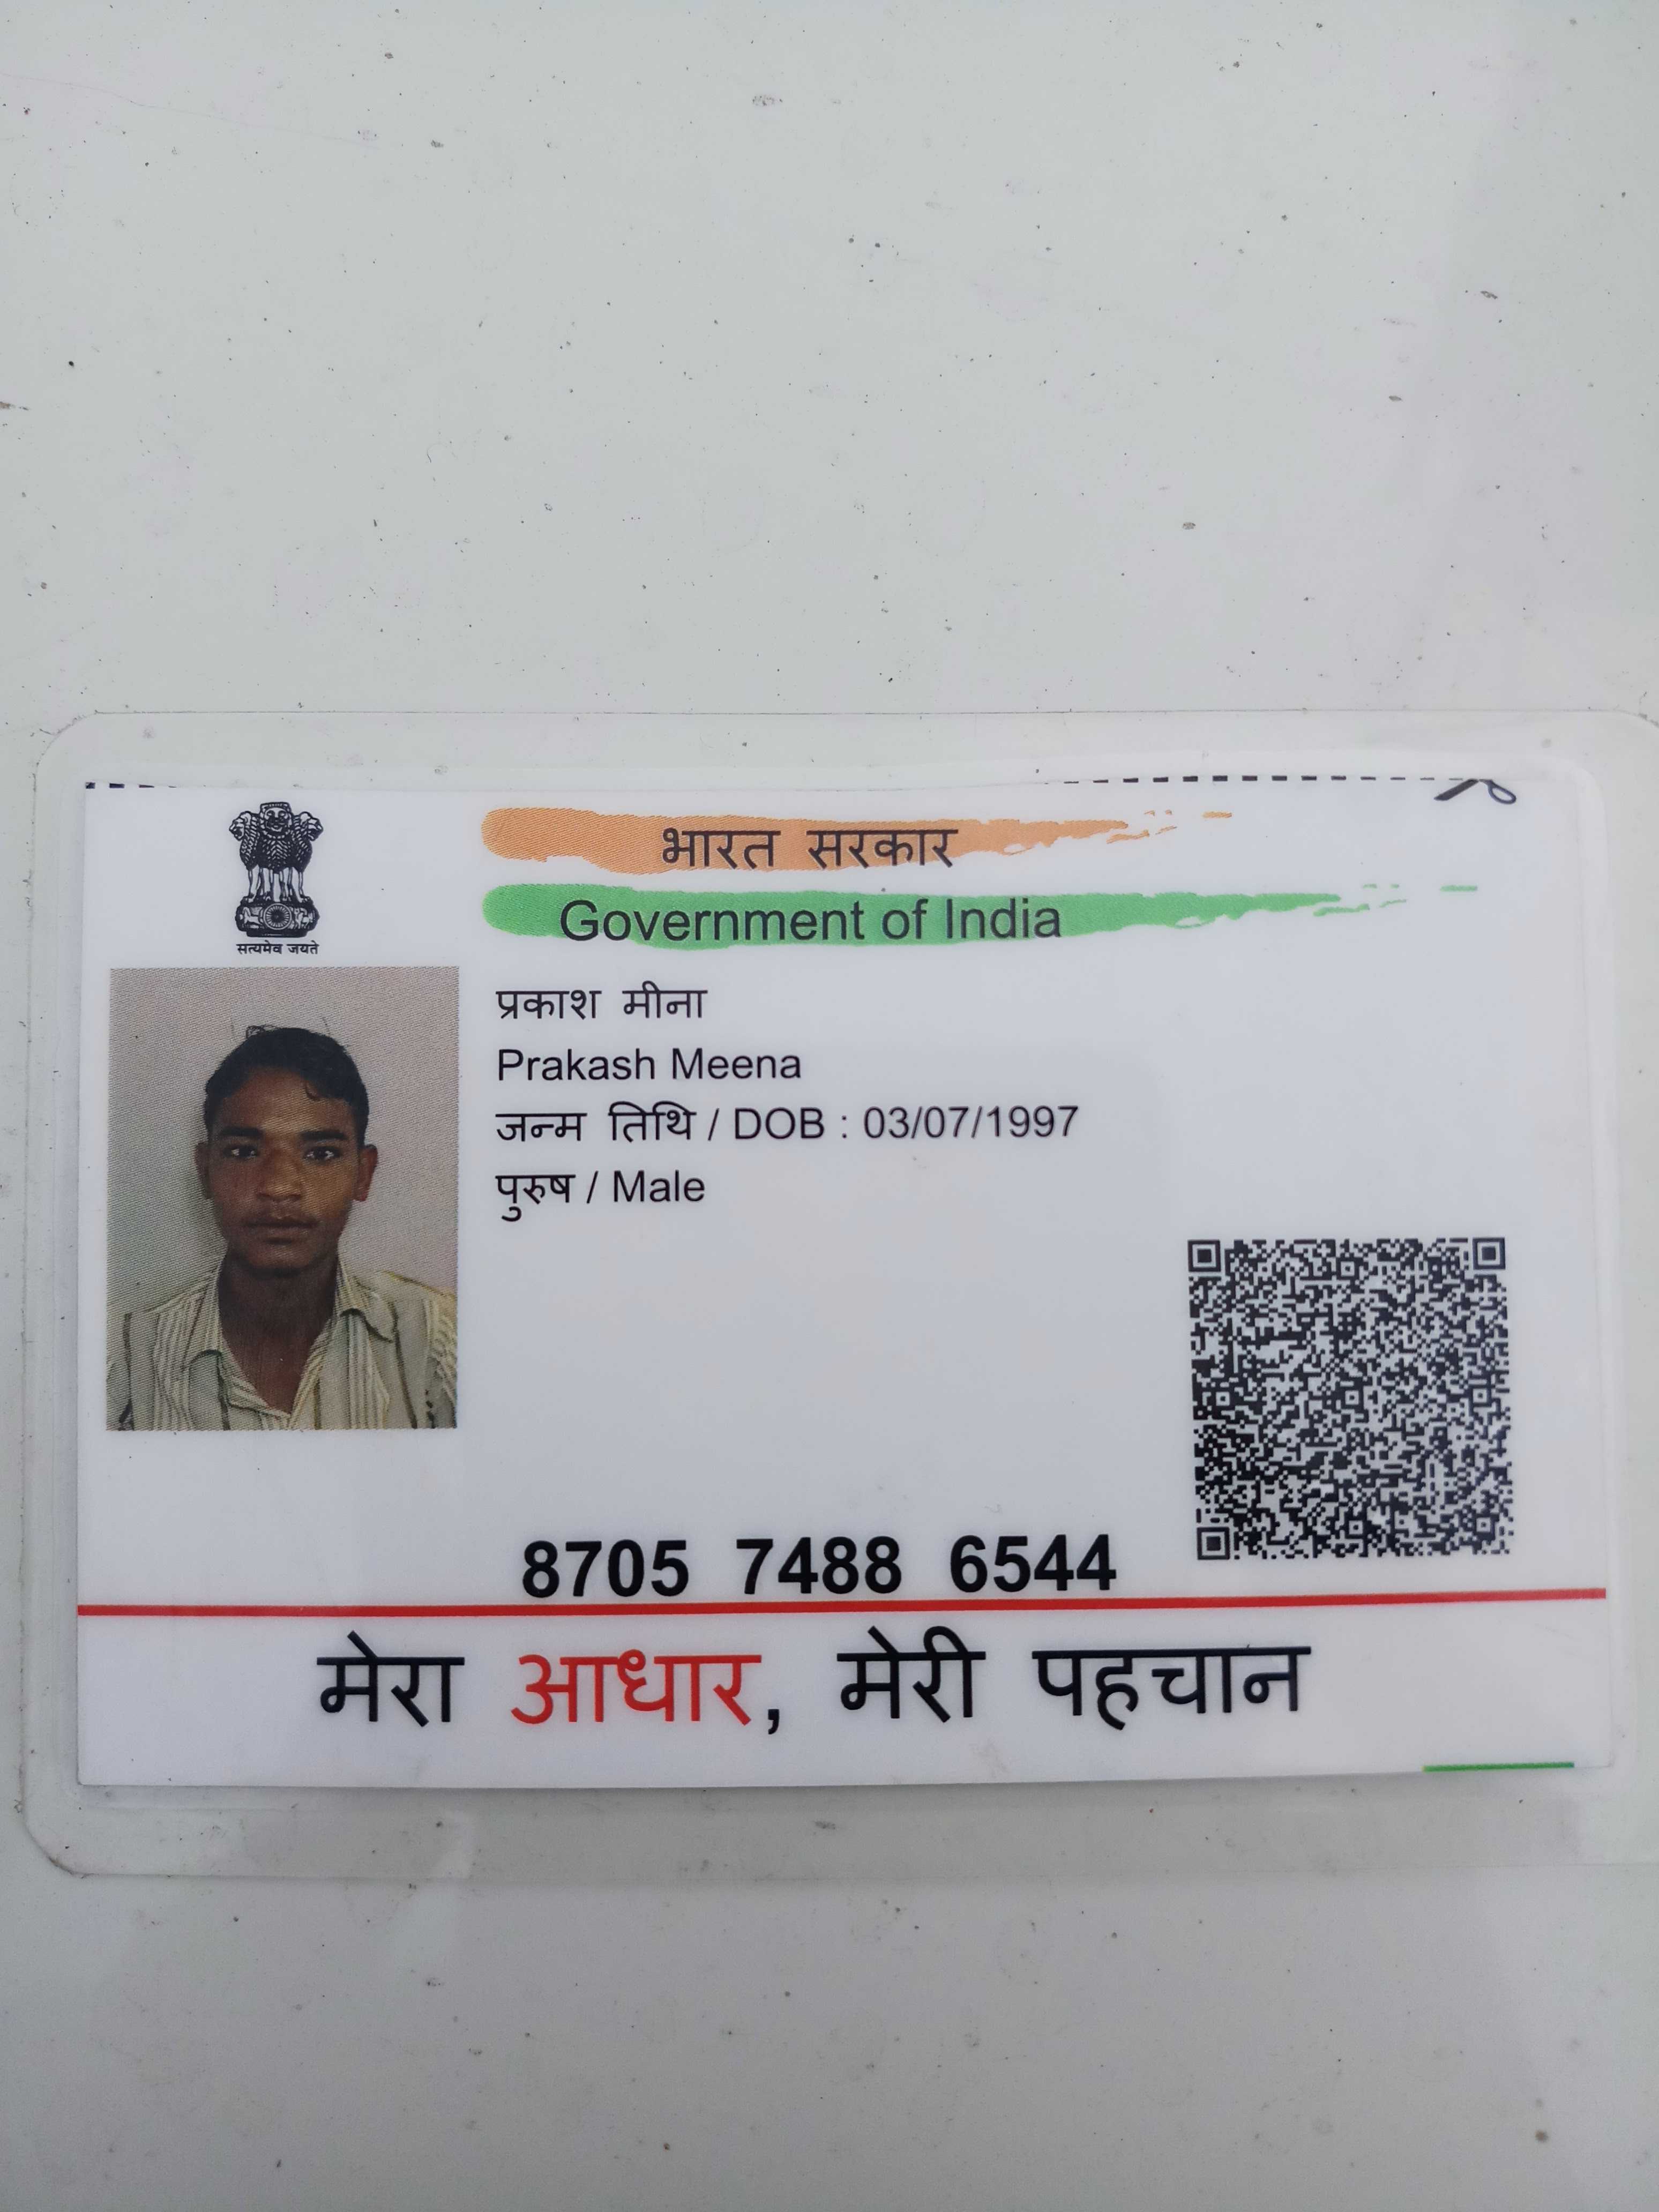 भारत सरकार
Government of India
सत्यमेव जयते
प्रकाश मीना
Prakash Meena
जन्म तिथि / DOB : 03/07/1997
पुरुष / Male
8705 7488 6544
मेरा आधार, मेरी पहचान